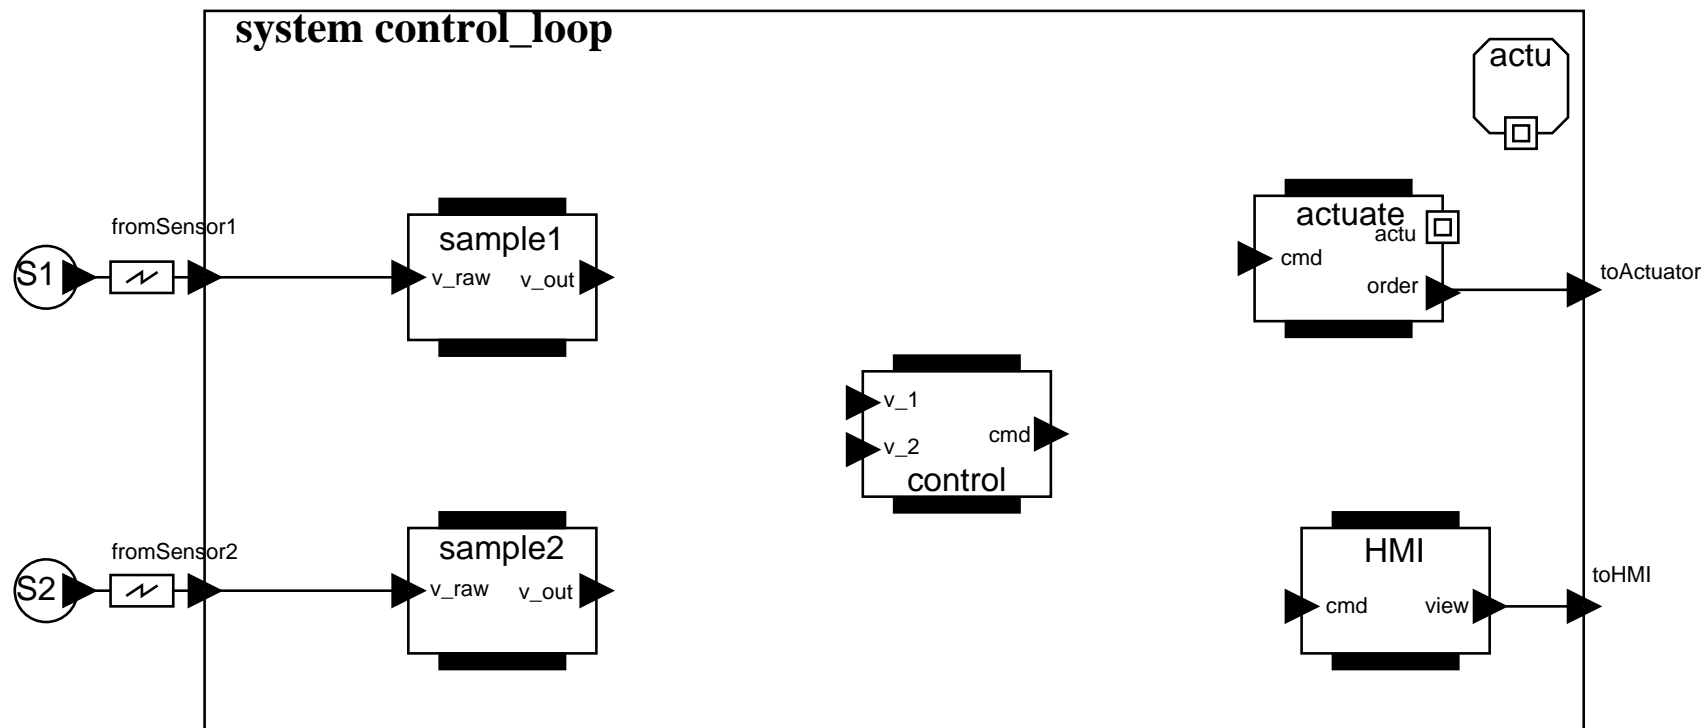 system control_loop
actu
fromSensor1
S1
sample1
v_raw
v_out
actuate
actu
cmd
order
toActuator
v_1
v_2
cmd
control
fromSensor2
S2
sample2
v_raw
v_out
HMI
cmd
view
toHMI